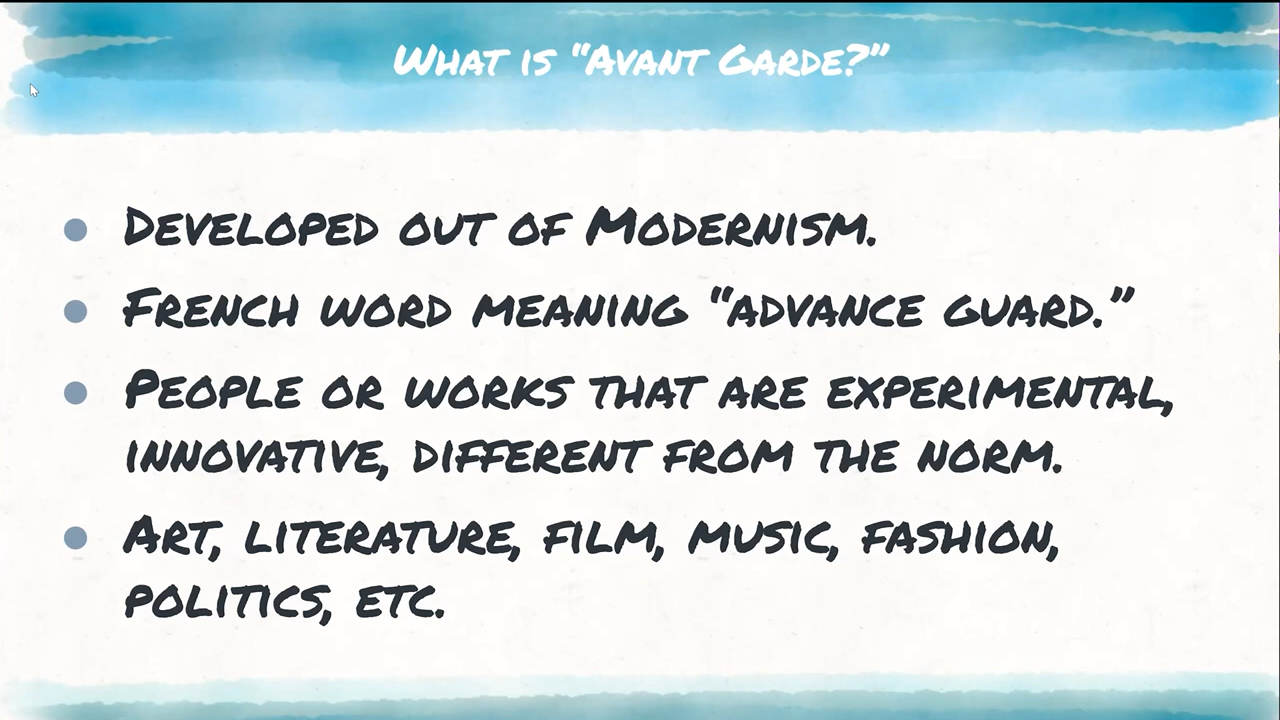 What is “Avant Garde?”
Developed out of Modernism.
French word meaning “advance guard.”
People or works that are experimental,
innovative, different from the norm.
Art, literature, film, music, fashion,
politics, etc.